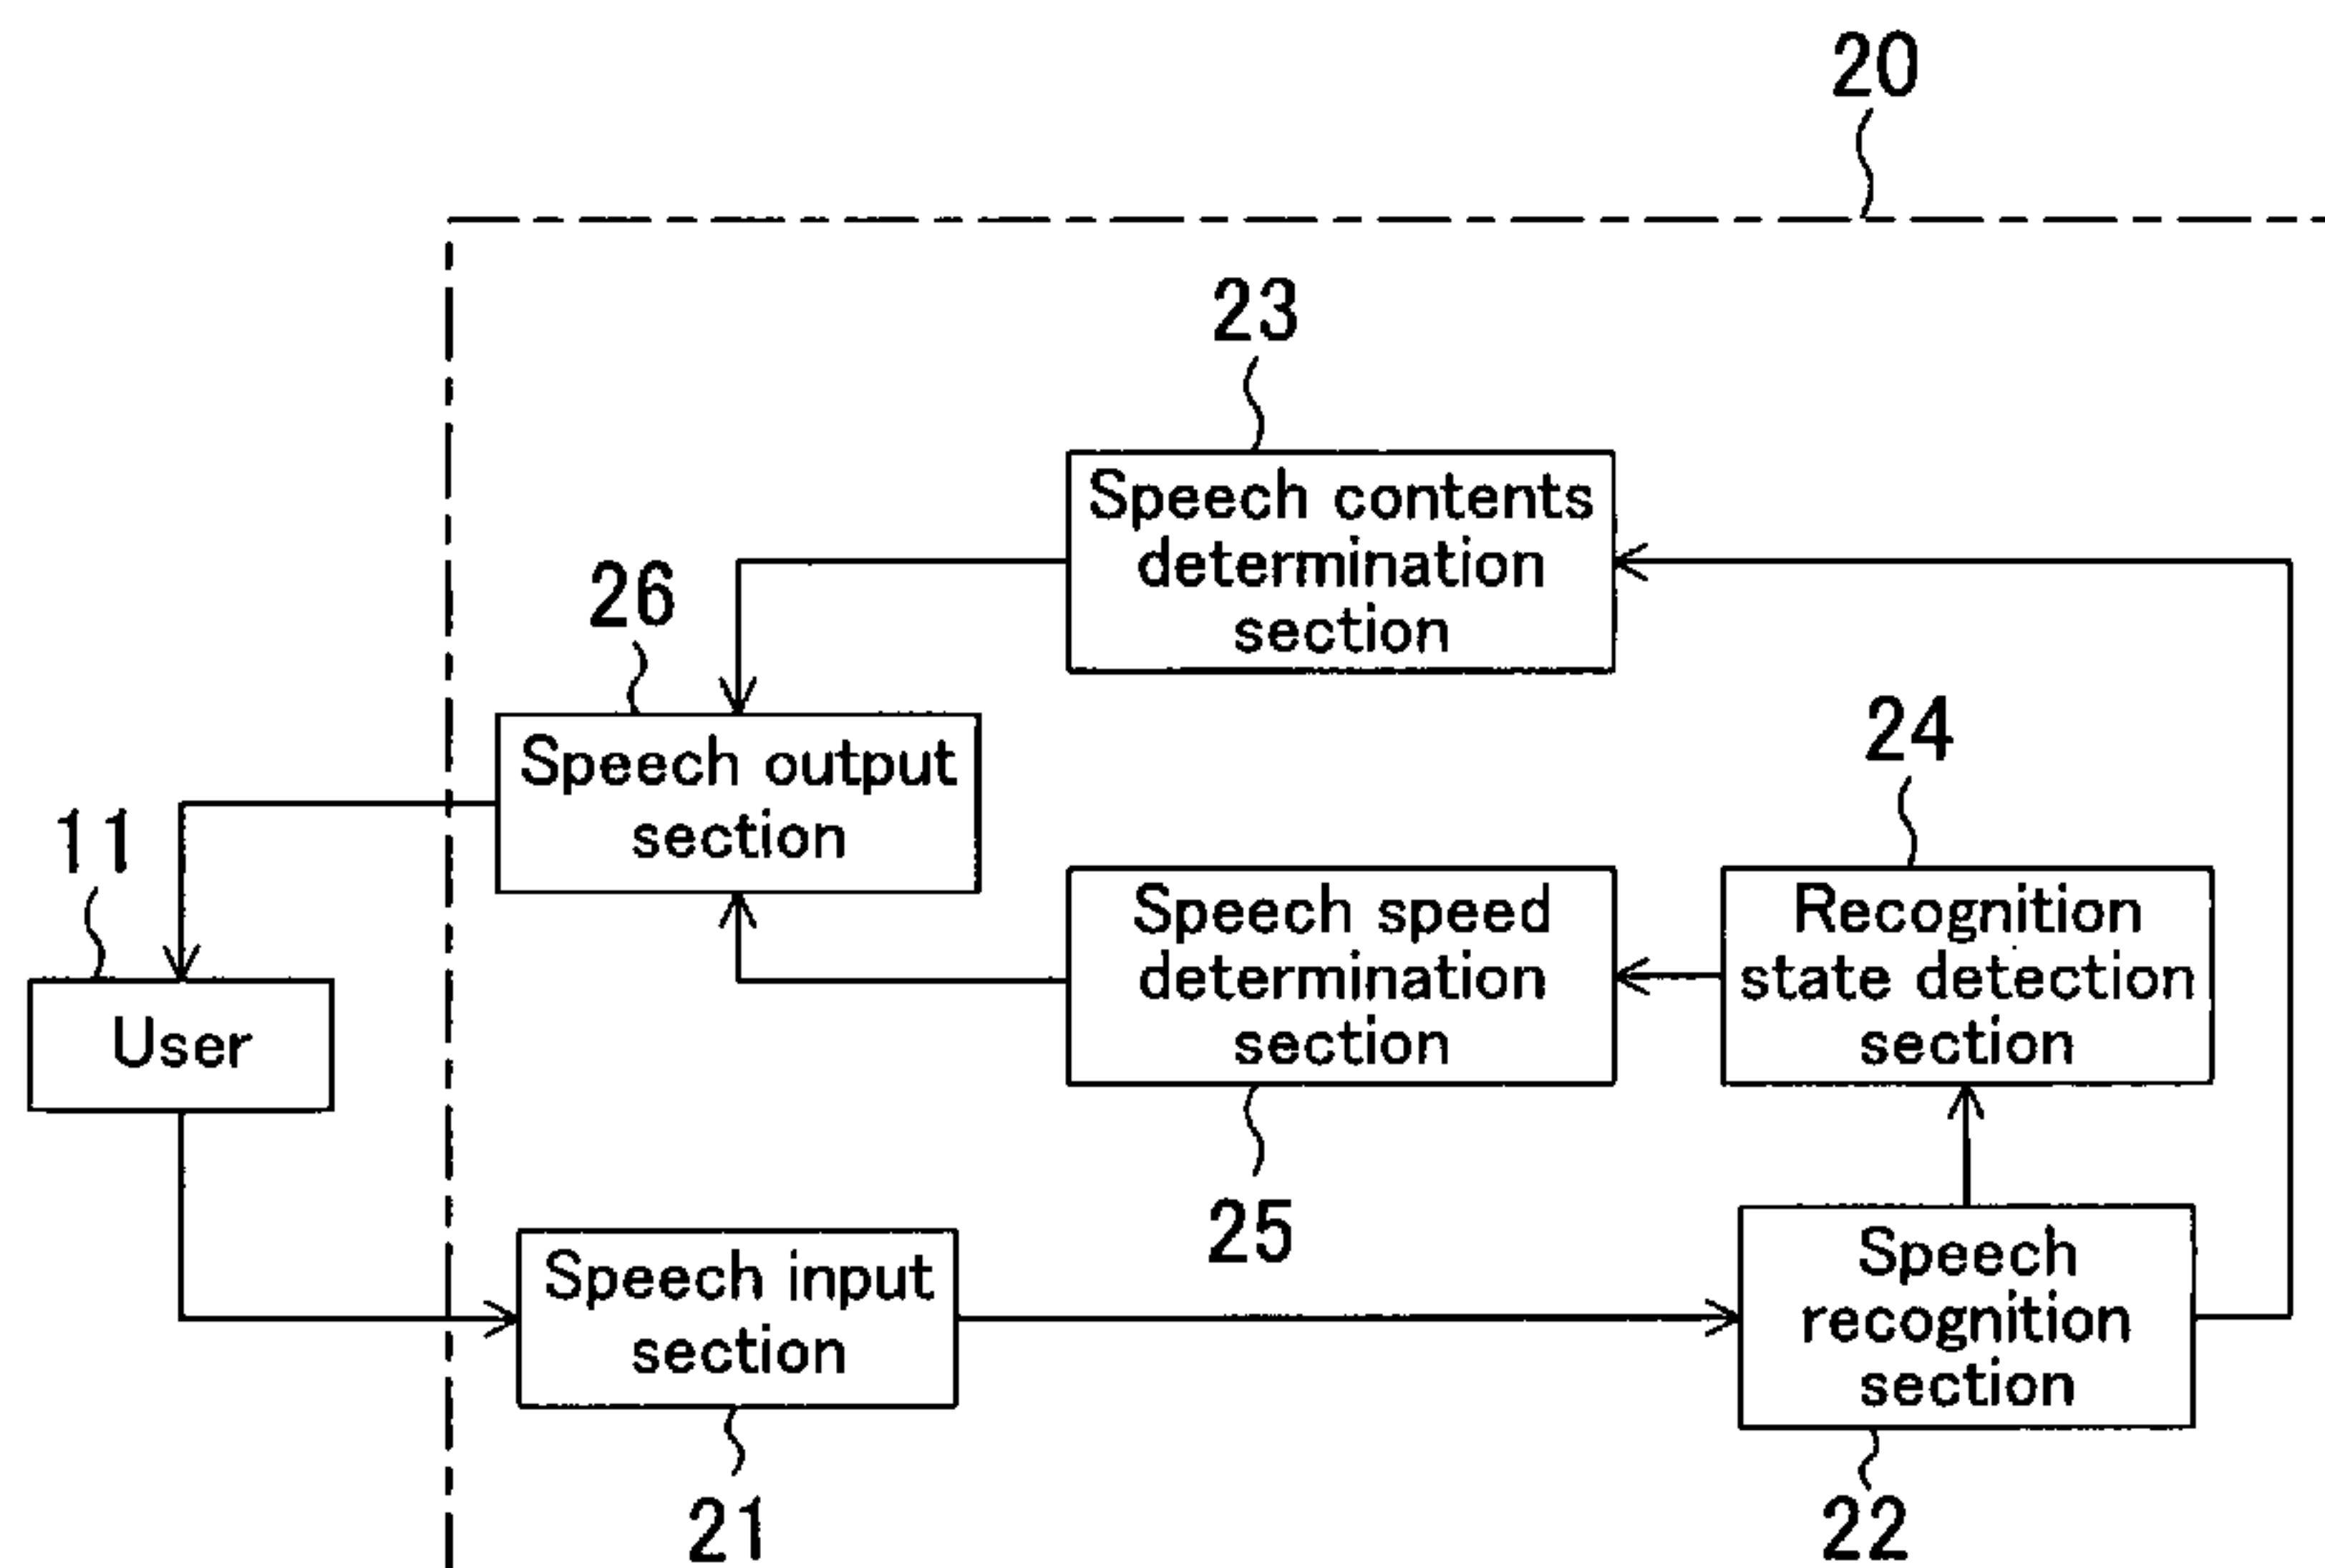 20
23
Speech contents
determination
section
26
Speech output
section
24
11
Speech speed
determination
section
Recognition
state detection
section
User
25
Speech input
section
Speech
recognition
section
21
22